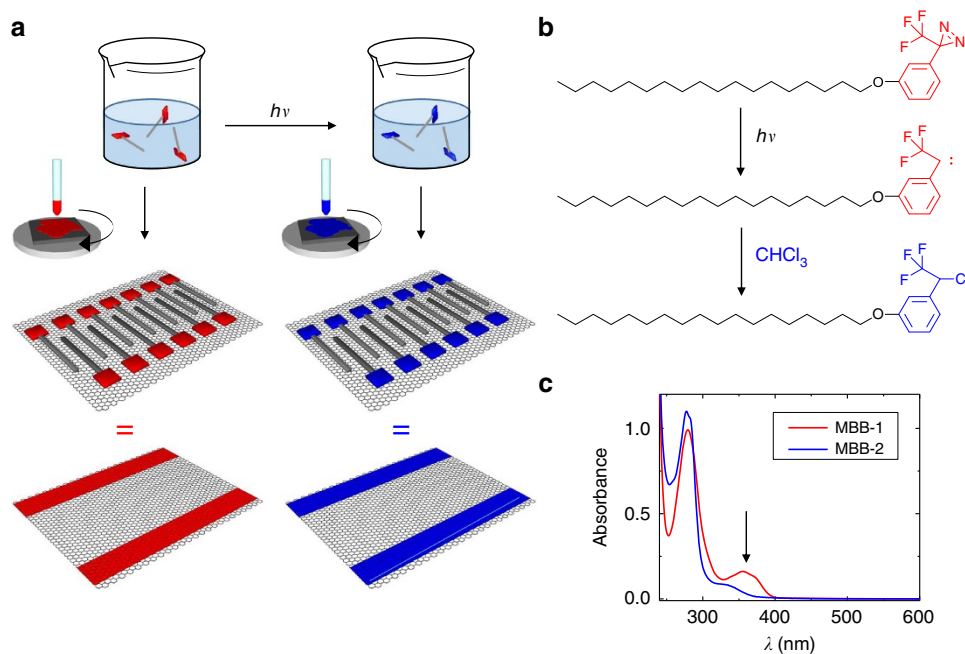 a
hν
=
=
b
F
F
F
N
N
O
hν
F
F
F
:
O
CHCl₃
F
F
F
C
O
c
1.0
0.5
0.0
300
400
500
600
Absorbance
λ (nm)
MBB-1
MBB-2